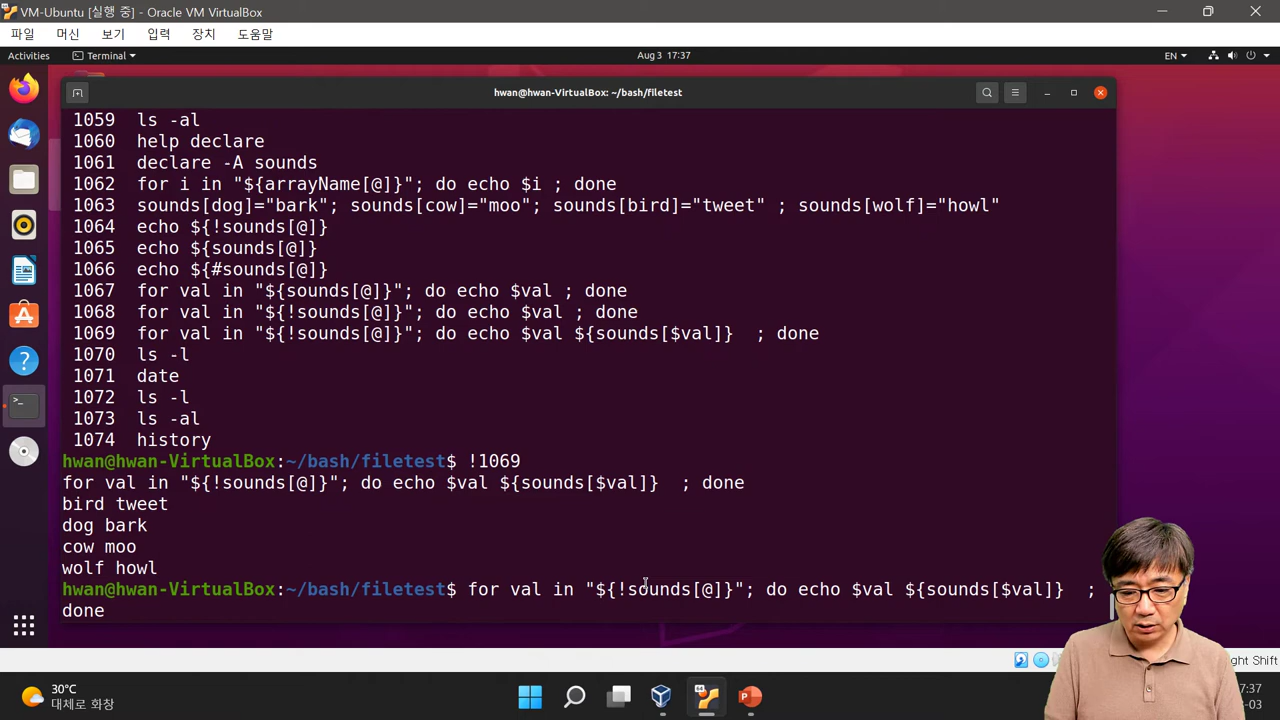 VM-Ubuntu [실행 중] - Oracle VM VirtualBox
파일 머신 보기 입력 장치 도움말
Activities Terminal Aug 3 17:37 EN
hwan@hwan-VirtualBox: ~/bash/filetest
1059 ls -al
1060 help declare
1061 declare -A sounds
1062 for i in "${arrayName[@]}"; do echo $i ; done
1063 sounds[dog]="bark"; sounds[cow]="moo"; sounds[bird]="tweet" ; sounds[wolf]="howl"
1064 echo ${!sounds[@]}
1065 echo ${sounds[@]}
1066 echo ${#sounds[@]}
1067 for val in "${sounds[@]}"; do echo $val ; done
1068 for val in "${!sounds[@]}"; do echo $val ; done
1069 for val in "${!sounds[@]}"; do echo $val ${sounds[$val]}  ; done
1070 ls -l
1071 date
1072 ls -l
1073 ls -al
1074 history
hwan@hwan-VirtualBox:~/bash/filetest$ !1069
for val in "${!sounds[@]}"; do echo $val ${sounds[$val]}  ; done
bird tweet
dog bark
cow moo
wolf howl
hwan@hwan-VirtualBox:~/bash/filetest$ for val in "${!sounds[@]}"; do echo $val ${sounds[$val]}  ;
done
ght Shift
30°C
대체로 화창
17:37
-03